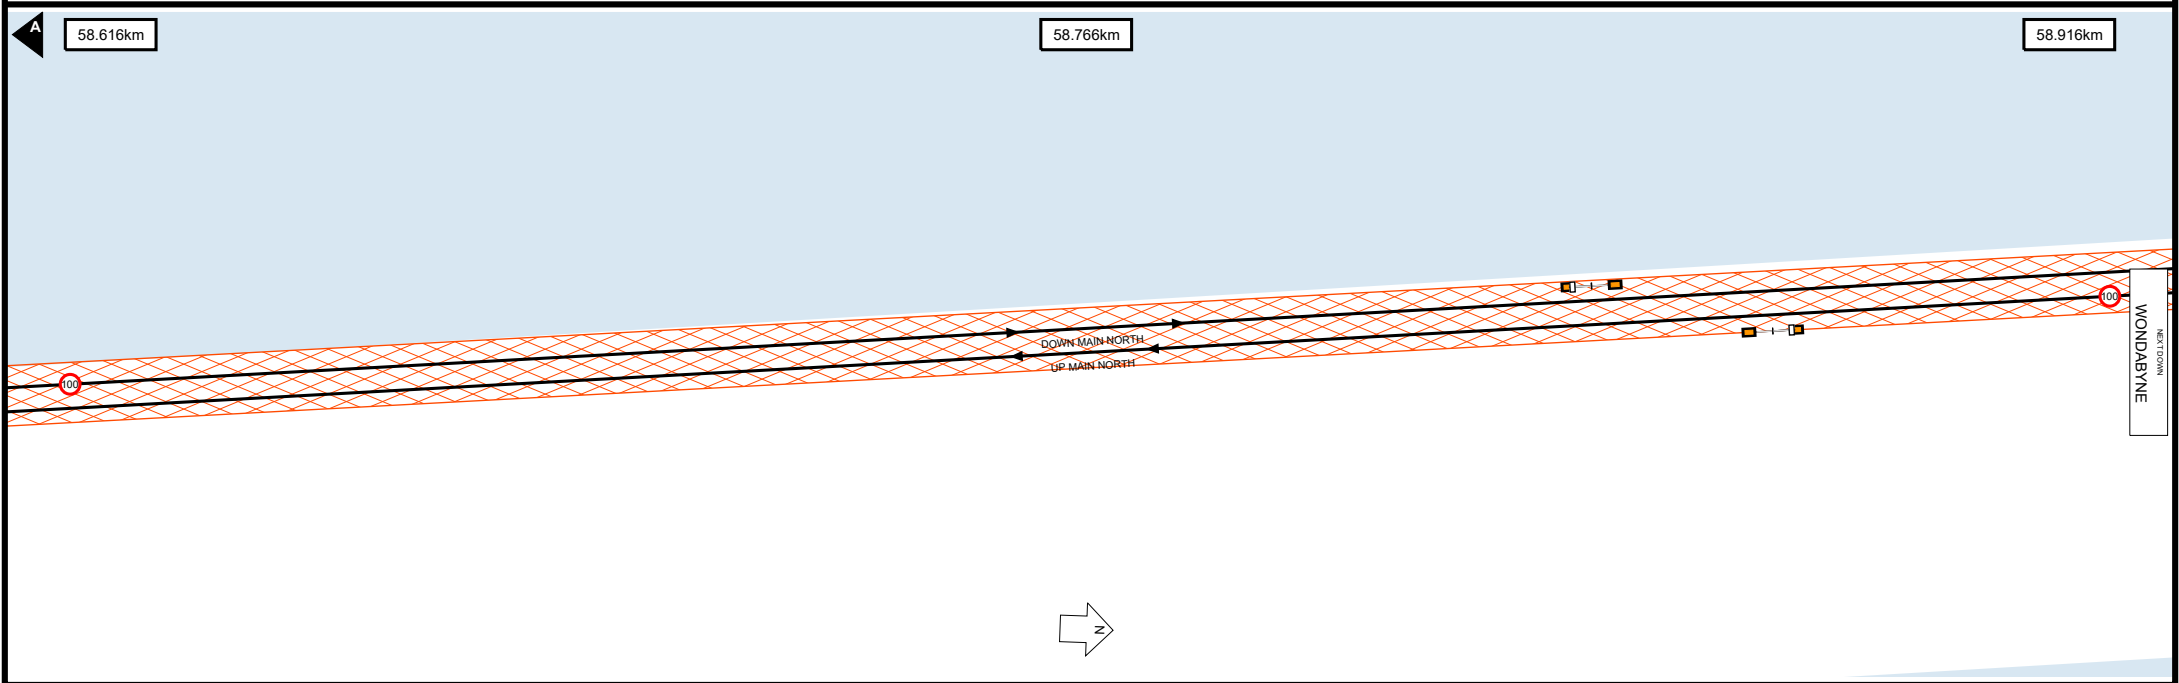 A
58.616km
58.766km
58.916km
DOWN MAIN NORTH
UP MAIN NORTH
100
100
NEXT DOWN
WONDABYNE
N